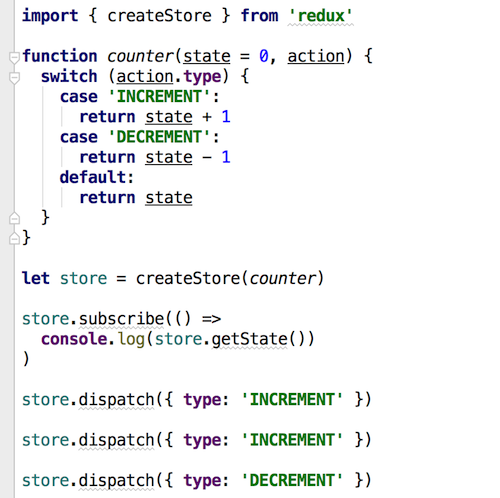 import { createStore } from 'redux'
function counter(state = 0, action) {
switch (action.type) {
case 'INCREMENT':
return state + 1
case 'DECREMENT':
return state - 1
default:
return state
}
}
let store = createStore(counter)
store.subscribe(() =>
console.log(store.getState())
)
store.dispatch({ type: 'INCREMENT' })
store.dispatch({ type: 'INCREMENT' })
store.dispatch({ type: 'DECREMENT' })